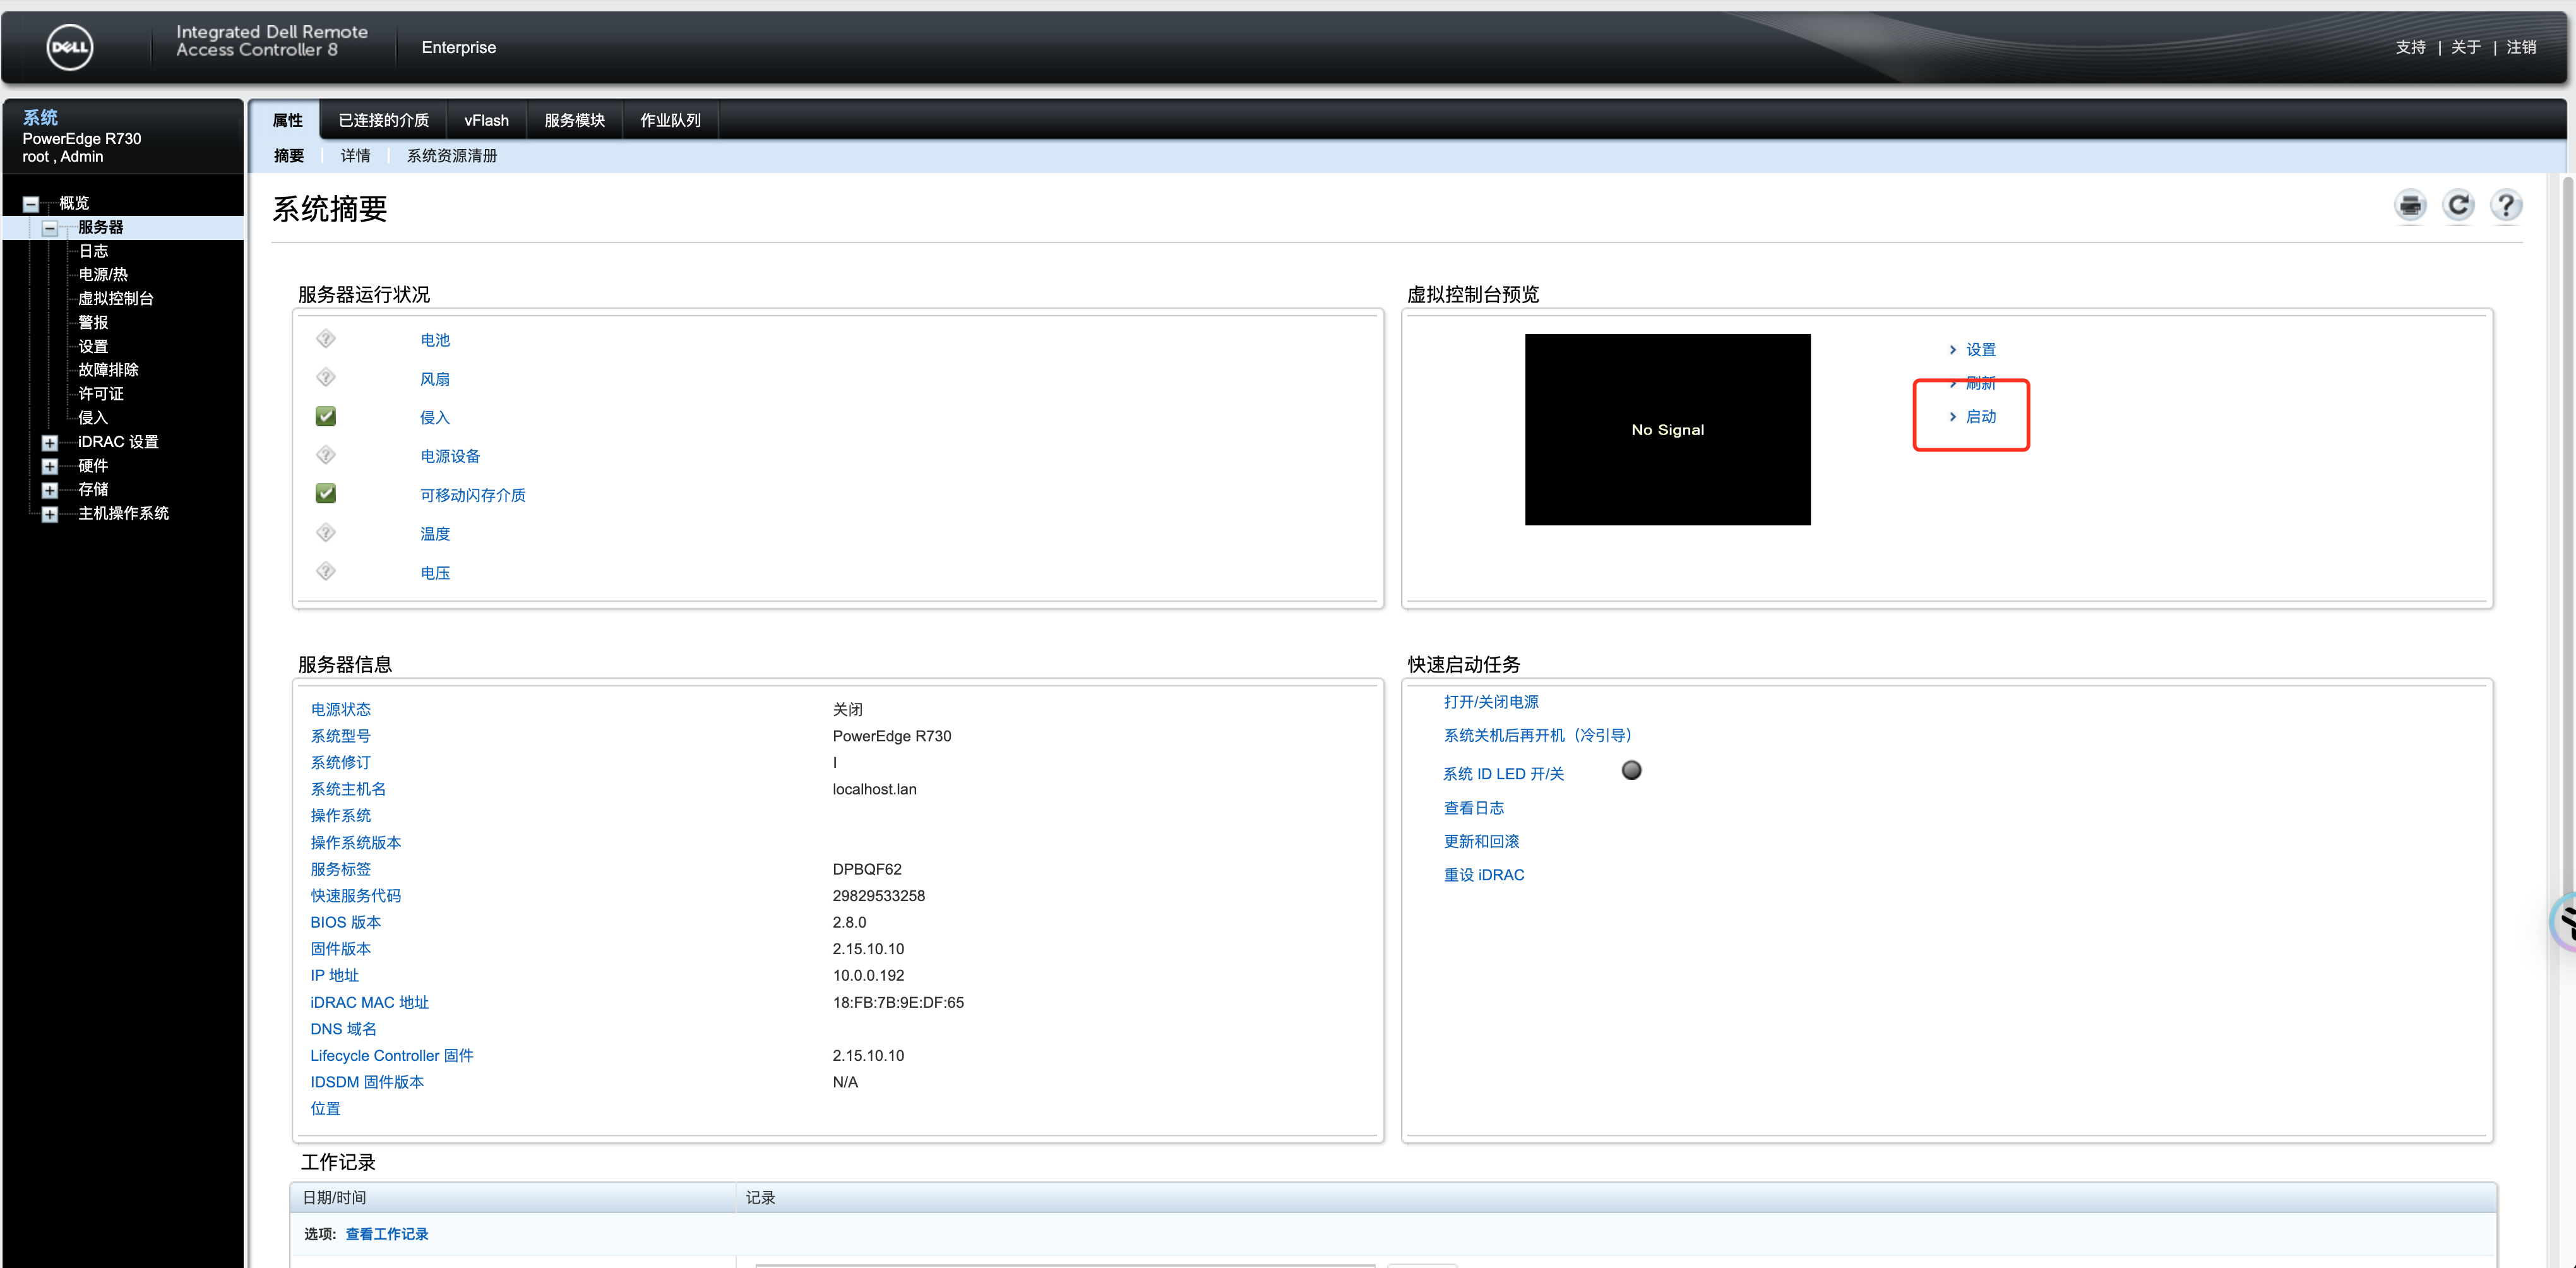 DELL
Integrated Dell Remote
Access Controller 8
Enterprise
支持 | 关于 | 注销
系统
PowerEdge R730
root , Admin
属性
已连接的介质
vFlash
服务模块
作业队列
摘要
详情
系统资源清册
概览
服务器
日志
电源/热
虚拟控制台
警报
设置
故障排除
许可证
侵入
iDRAC 设置
硬件
存储
主机操作系统
系统摘要
服务器运行状况
电池
风扇
侵入
电源设备
可移动闪存介质
温度
电压
虚拟控制台预览
No Signal
设置
刷新
启动
服务器信息
电源状态 关闭
系统型号 PowerEdge R730
系统修订 I
系统主机名 localhost.lan
操作系统
操作系统版本
服务标签 DPBQF62
快速服务代码 29829533258
BIOS 版本 2.8.0
固件版本 2.15.10.10
IP 地址 10.0.0.192
iDRAC MAC 地址 18:FB:7B:9E:DF:65
DNS 域名
Lifecycle Controller 固件 2.15.10.10
IDSDM 固件版本 N/A
位置
快速启动任务
打开/关闭电源
系统关机后再开机（冷引导）
系统 ID LED 开/关
查看日志
更新和回滚
重设 iDRAC
工作记录
日期/时间 记录
选项: 查看工作记录